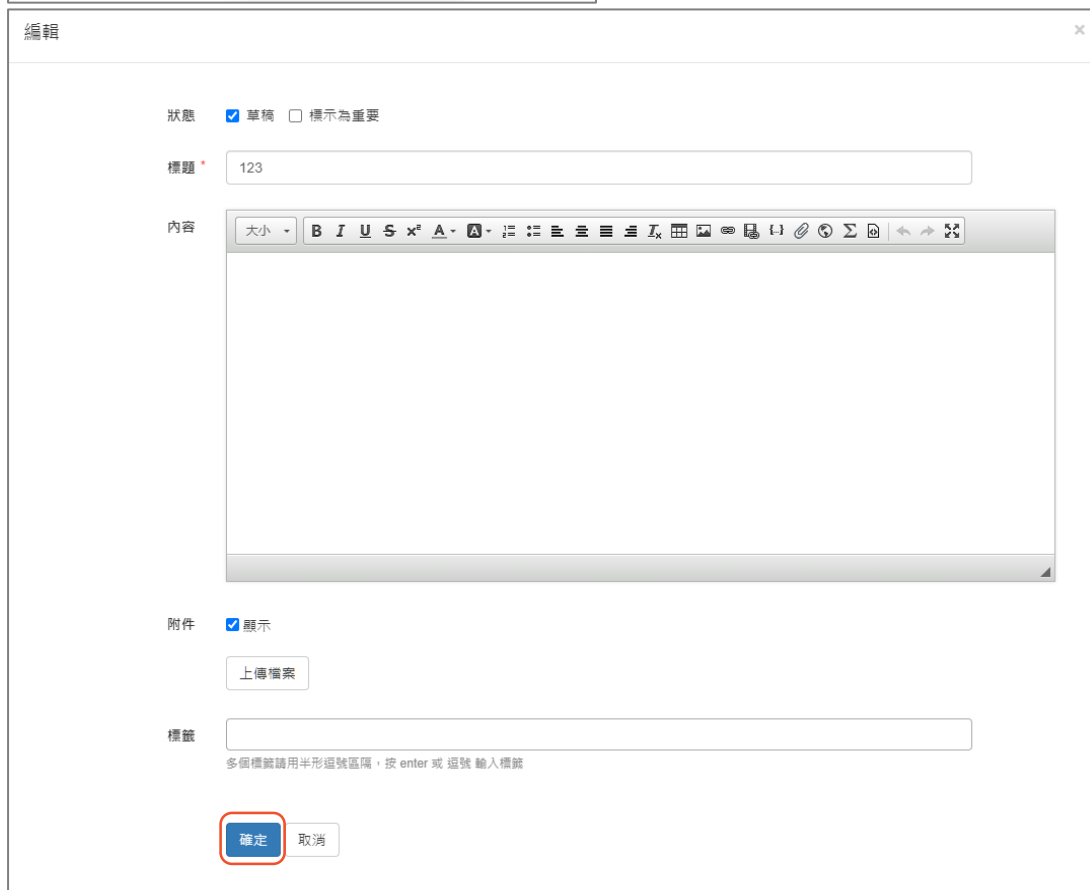 編輯
×
狀態 草稿 標示為重要
標題 * 123
內容 大小 B I U S x² A A Ix Σ
附件 顯示
上傳檔案
標籤
多個標籤請用半形逗號區隔，按 enter 或 逗號 輸入標籤
確定 取消